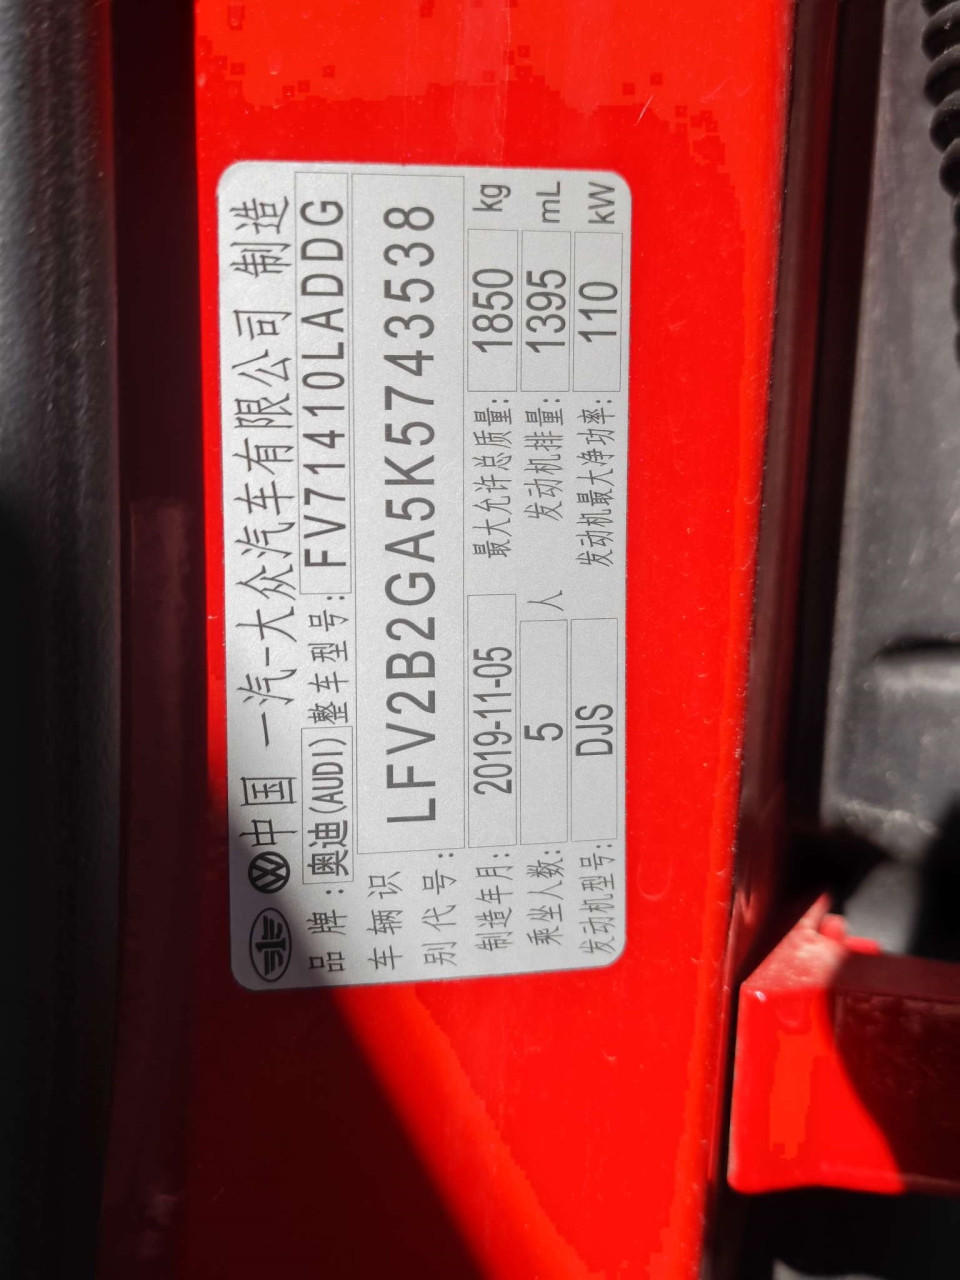 中国 一汽-大众汽车有限公司 制造
品牌:奥迪(AUDI) 整车型号:FV71410LADDG
车辆识别代号:LFV2B2GA5K5743538
制造年月:2019-11-05 最大允许总质量:1850 kg
乘坐人数:5 人 发动机排量:1395 mL
发动机型号:DJS 发动机最大净功率:110 kW